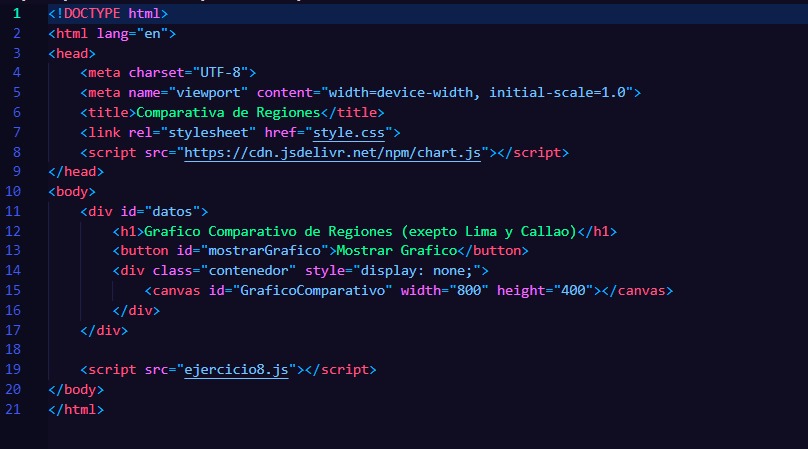 1 <!DOCTYPE html>
2 <html lang="en">
3 <head>
4 <meta charset="UTF-8">
5 <meta name="viewport" content="width=device-width, initial-scale=1.0">
6 <title>Comparativa de Regiones</title>
7 <link rel="stylesheet" href="style.css">
8 <script src="https://cdn.jsdelivr.net/npm/chart.js"></script>
9 </head>
10 <body>
11 <div id="datos">
12 <h1>Grafico Comparativo de Regiones (exepto Lima y Callao)</h1>
13 <button id="mostrarGrafico">Mostrar Grafico</button>
14 <div class="contenedor" style="display: none;">
15 <canvas id="GraficoComparativo" width="800" height="400"></canvas>
16 </div>
17 </div>
18
19 <script src="ejercicio8.js"></script>
20 </body>
21 </html>